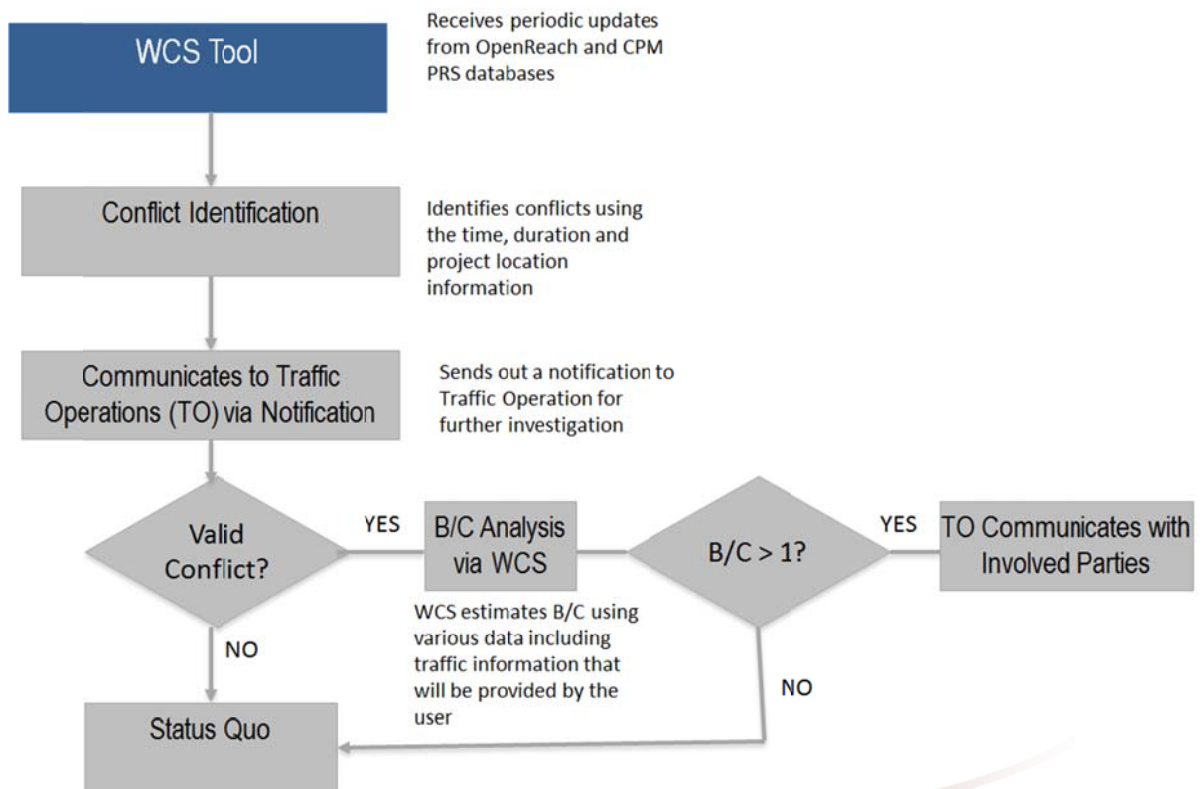 WCS Tool
Receives periodic updates
from OpenReach and CPM
PRS databases
Conflict Identification
Identifies conflicts using
the time, duration and
project location
information
Communicates to Traffic
Operations (TO) via Notification
Sends out a notification to
Traffic Operation for
further investigation
Valid
Conflict?
YES
B/C Analysis
via WCS
B/C > 1?
YES
TO Communicates with
Involved Parties
WCS estimates B/C using
various data including
traffic information that
will be provided by the
user
NO
NO
Status Quo